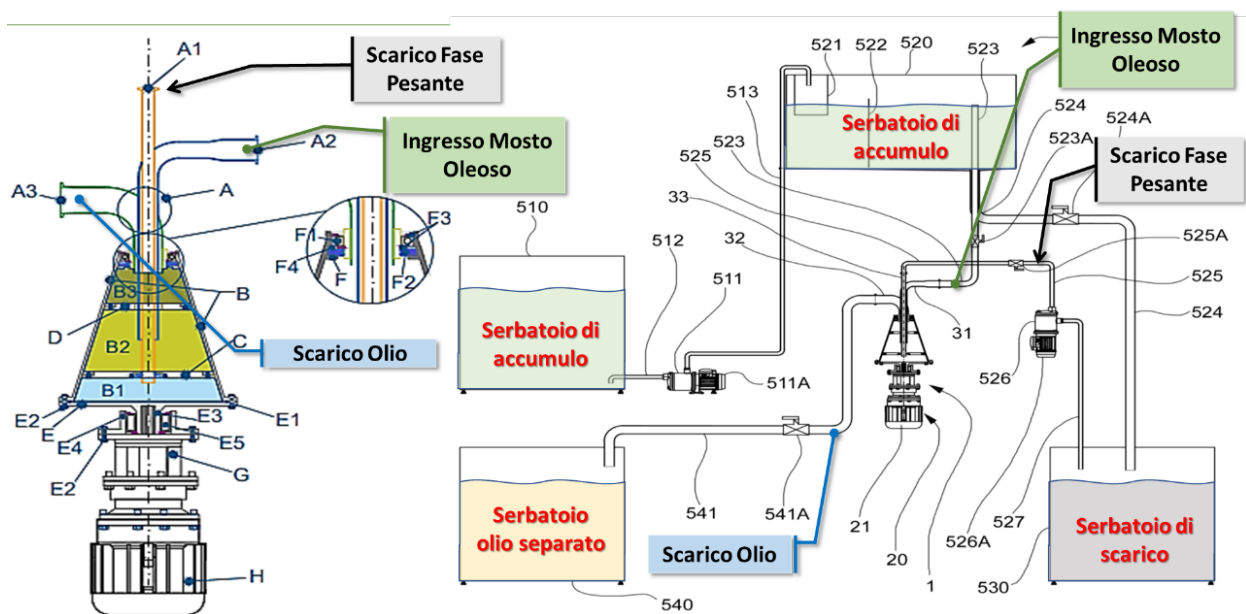 A1
Scarico Fase
Pesante
Ingresso Mosto
Oleoso
A2
A3
A
F1
F3
F4
F
F2
B3
B
D
B2
C
Scarico Olio
B1
E2
E
E4
E3
E1
E5
E2
G
H
521
522
520
523
Ingresso Mosto
Oleoso
513
524
523
523A
524A
525
Serbatoio di
accumulo
Scarico Fase
Pesante
33
510
32
512
511
525A
525
Serbatoio di
accumulo
31
524
511A
526
Serbatoio
olio separato
541
541A
21
20
1
526A
527
530
Serbatoio di
scarico
Scarico Olio
540